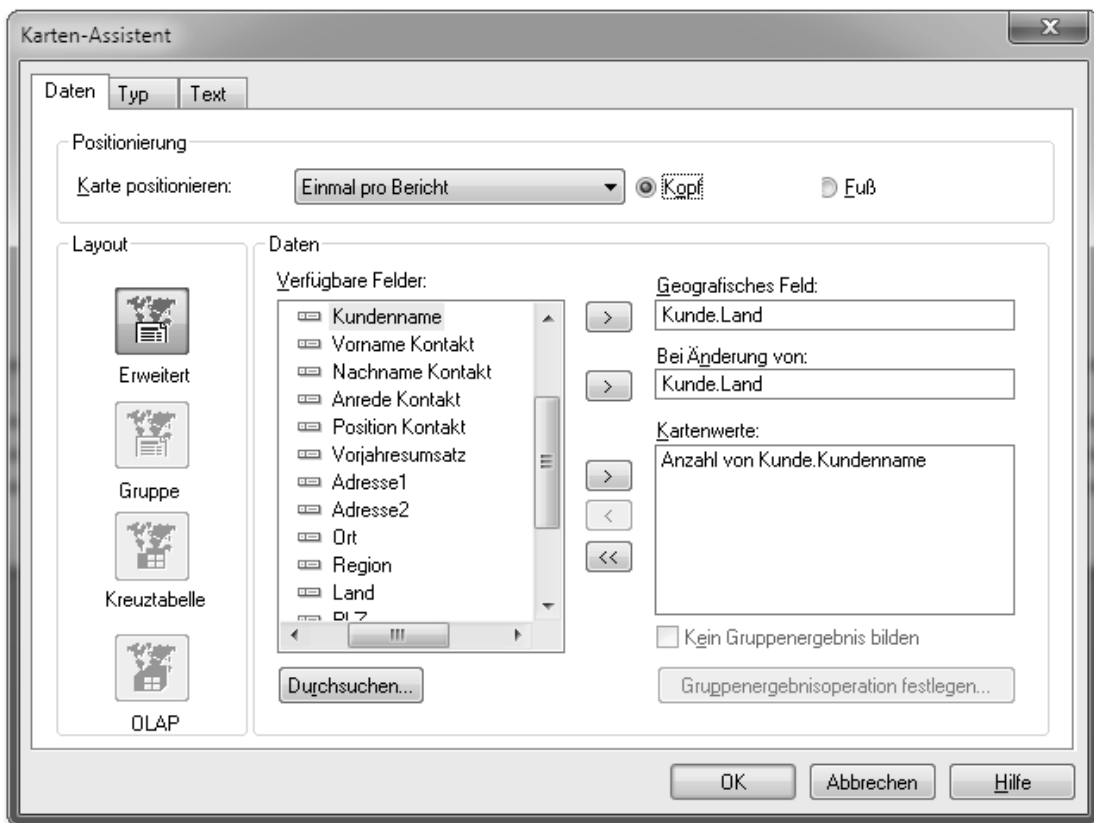 Karten-Assistent
Daten Typ Text
Positionierung
Karte positionieren: Einmal pro Bericht Kopf Fuß
Layout
Erweitert
Gruppe
Kreuztabelle
OLAP
Daten
Verfügbare Felder:
Kundenname
Vorname Kontakt
Nachname Kontakt
Anrede Kontakt
Position Kontakt
Vorjahresumsatz
Adresse1
Adresse2
Ort
Region
Land
PLZ
Durchsuchen...
>
>
>
<
<<
Geografisches Feld:
Kunde.Land
Bei Änderung von:
Kunde.Land
Kartenwerte:
Anzahl von Kunde.Kundenname
Kein Gruppenergebnis bilden
Gruppenergebnisoperation festlegen...
OK Abbrechen Hilfe